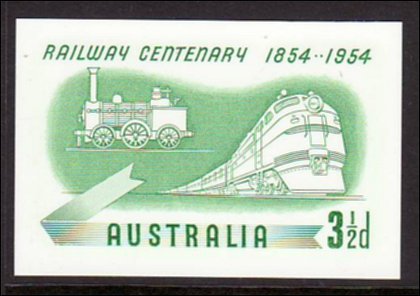 RAILWAY CENTENARY 1854··1954
AUSTRALIA 3½d